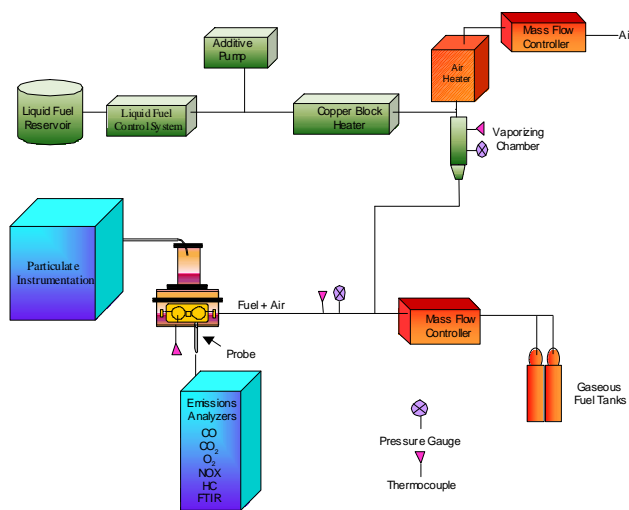 Mass Flow
Controller
Air
Additive
Pump
Air
Heater
Liquid Fuel
Reservoir
Liquid Fuel
Control System
Copper Block
Heater
Vaporizing
Chamber
Particulate
Instrumentation
Fuel + Air
Mass Flow
Controller
Probe
Gaseous
Fuel Tanks
Emissions
Analyzers
CO
CO2
O2
NOX
HC
FTIR
Pressure Gauge
Thermocouple